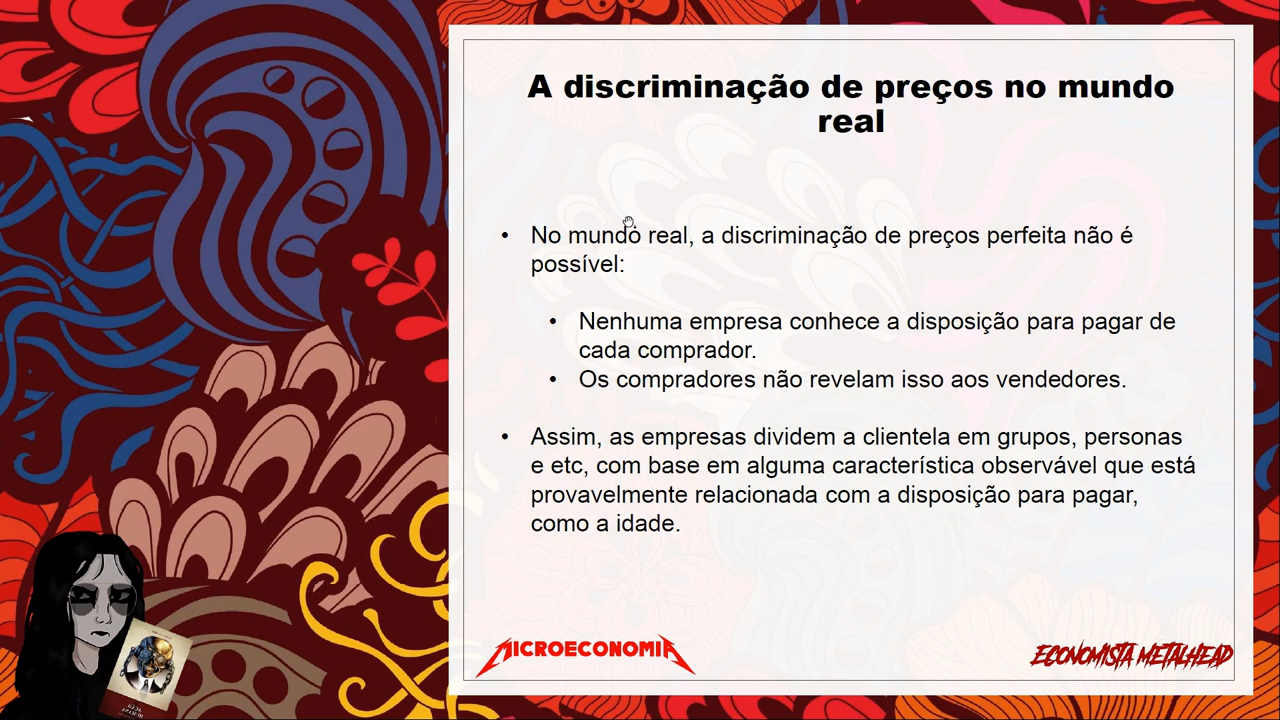 A discriminação de preços no mundo
real
• No mundo real, a discriminação de preços perfeita não é
possível:
• Nenhuma empresa conhece a disposição para pagar de
cada comprador.
• Os compradores não revelam isso aos vendedores.
• Assim, as empresas dividem a clientela em grupos, personas
e etc, com base em alguma característica observável que está
provavelmente relacionada com a disposição para pagar,
como a idade.
MICROECONOMIA
ECONOMISTA METALHEAD